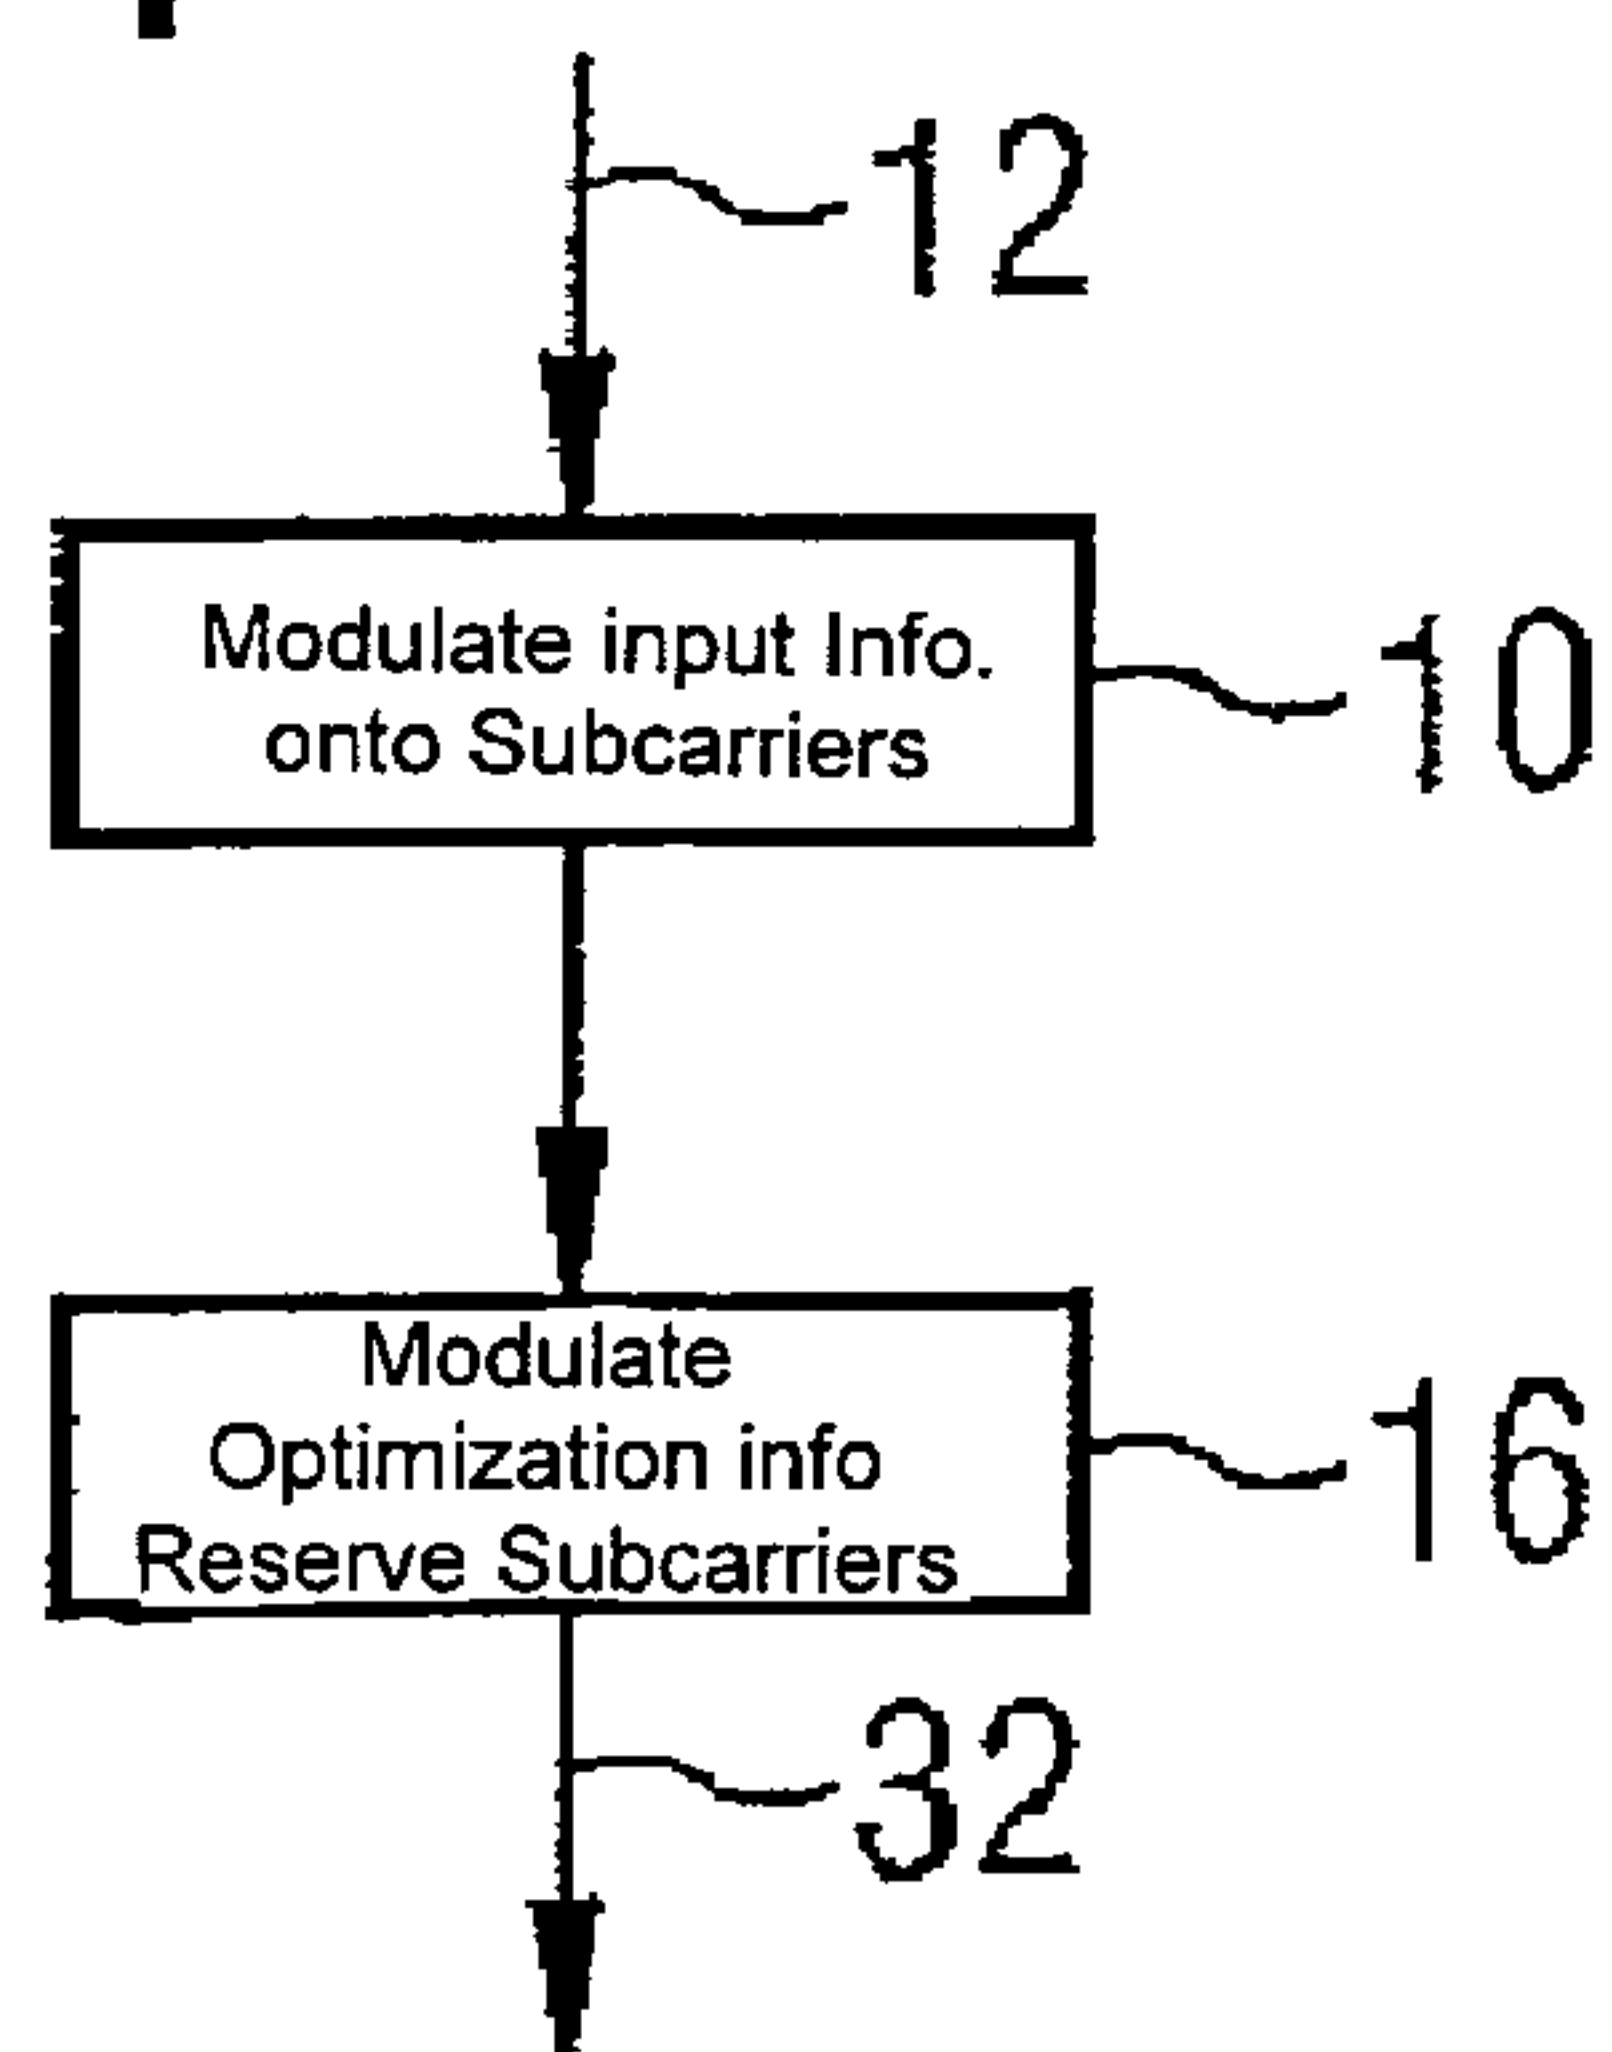 12
Modulate input Info.
onto Subcarriers
10
Modulate
Optimization info
Reserve Subcarriers
16
32